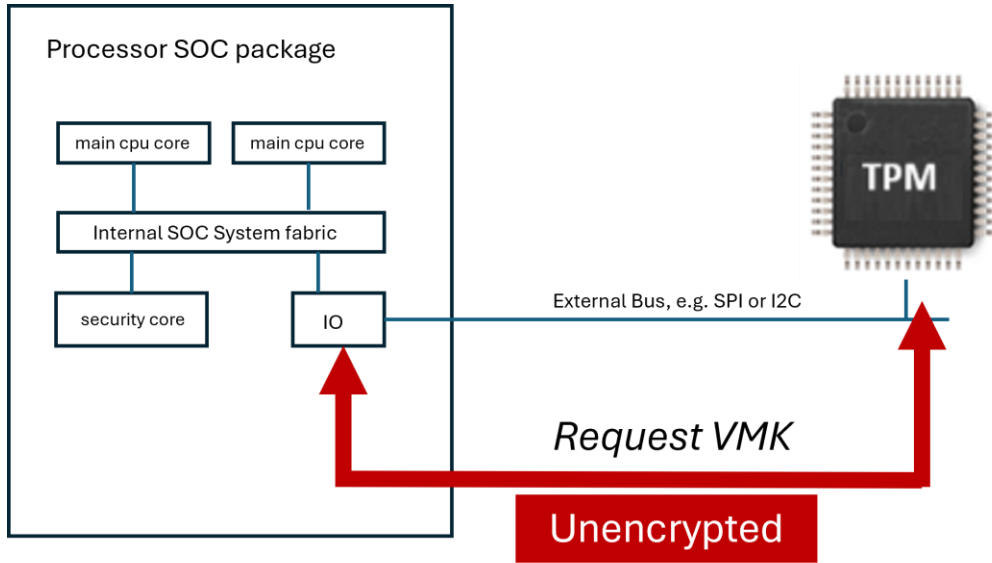 Processor SOC package
main cpu core
main cpu core
Internal SOC System fabric
security core
IO
TPM
External Bus, e.g. SPI or I2C
Request VMK
Unencrypted